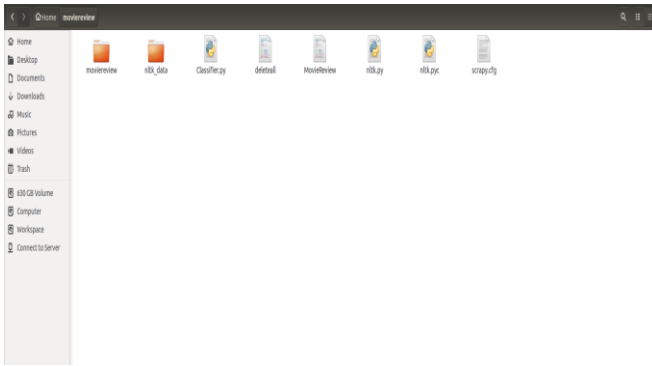 Home moviereview
Home
Desktop
Documents
Downloads
Music
Pictures
Videos
Trash
630 GB Volume
Computer
Workspace
Connect to Server
moviereview nltk_data Classifier.py deleteall MovieReview nltk.py nltk.pyc scrapy.cfg